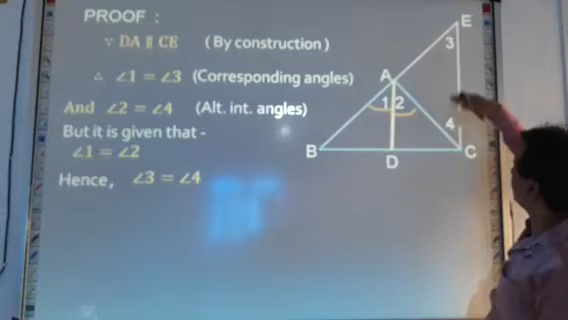 PROOF :
∵ DA ∥ CE (By construction)
∴ ∠1 = ∠3 (Corresponding angles)
And ∠2 = ∠4 (Alt. int. angles)
But it is given that -
∠1 = ∠2
Hence, ∠3 = ∠4
E
3
A
1 2
4
B
C
D